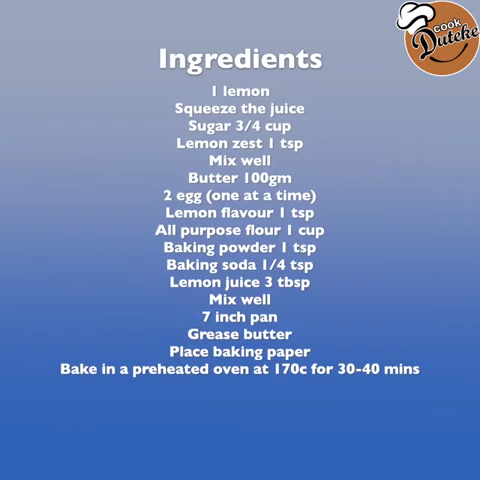 cook
Duteke
Ingredients
1 lemon
Squeeze the juice
Sugar 3/4 cup
Lemon zest 1 tsp
Mix well
Butter 100gm
2 egg (one at a time)
Lemon flavour 1 tsp
All purpose flour 1 cup
Baking powder 1 tsp
Baking soda 1/4 tsp
Lemon juice 3 tbsp
Mix well
7 inch pan
Grease butter
Place baking paper
Bake in a preheated oven at 170c for 30-40 mins